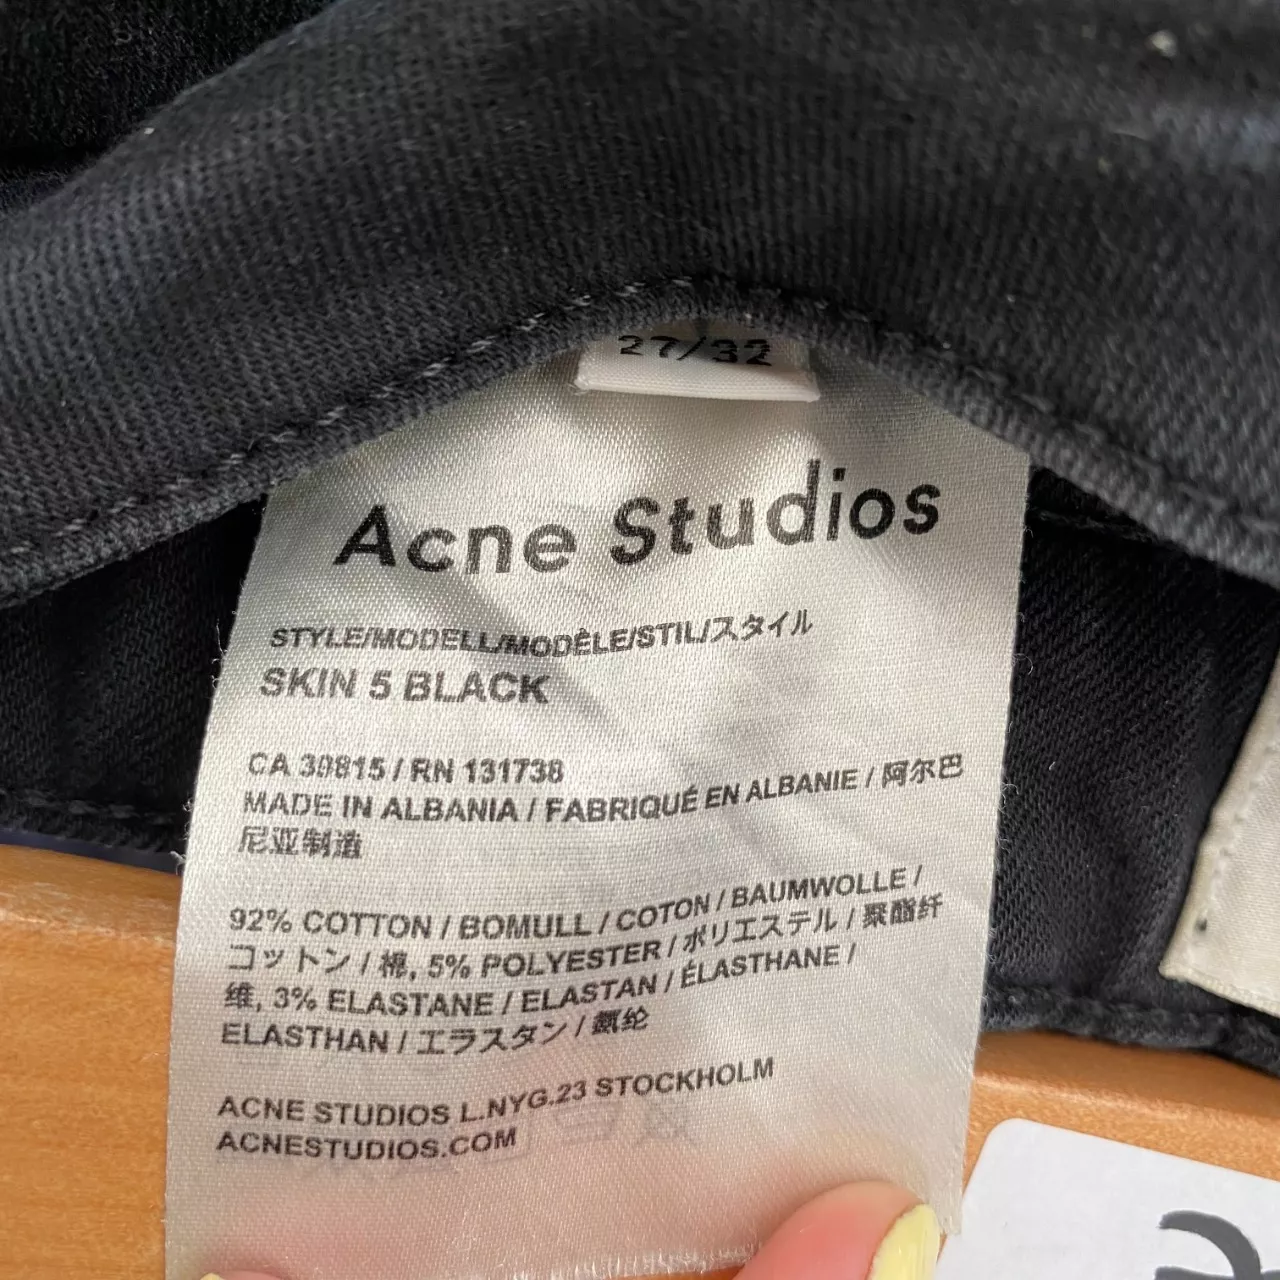 27/32
Acne Studios
STYLE/MODELL/MODÈLE/STIL/スタイル
SKIN 5 BLACK
CA 30815 / RN 131738
MADE IN ALBANIA / FABRIQUÉ EN ALBANIE / 阿尔巴
尼亚制造
92% COTTON / BOMULL / COTON / BAUMWOLLE /
コットン / 棉, 5% POLYESTER / ポリエステル / 聚酯纤
维, 3% ELASTANE / ELASTAN / ÉLASTHANE /
ELASTHAN / エラスタン / 氨纶
ACNE STUDIOS L.NYG.23 STOCKHOLM
ACNESTUDIOS.COM